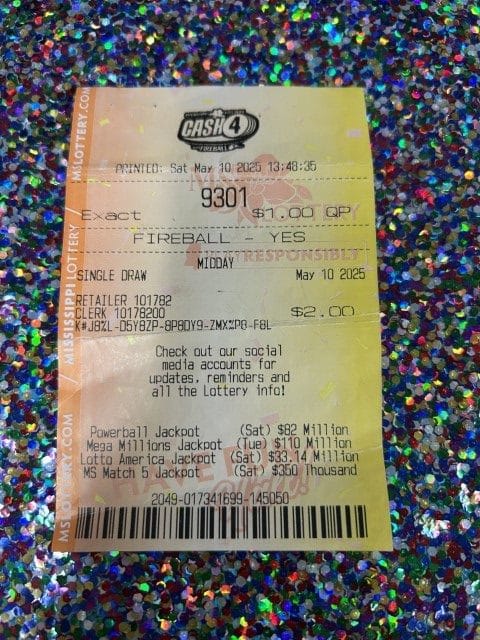 CASH 4
FIREBALL
PRINTED: Sat May 10 2025 13:48:35
9301
Exact $1.00 QP
FIREBALL - YES
MIDDAY
RESPONSIBLY
SINGLE DRAW May 10 2025
RETAILER 101782
CLERK 10178200 $2.00
Check out our social
media accounts for
updates, reminders and
all the Lottery info!
Powerball Jackpot (Sat) $82 Million
Mega Millions Jackpot (Tue) $110 Million
Lotto America Jackpot (Sat) $33.14 Million
MS Match 5 Jackpot (Sat) $350 Thousand
2049-017341699-145050
MSLOTTERY.COM / MISSISSIPPI LOTTERY / MSLOTTERY.COM